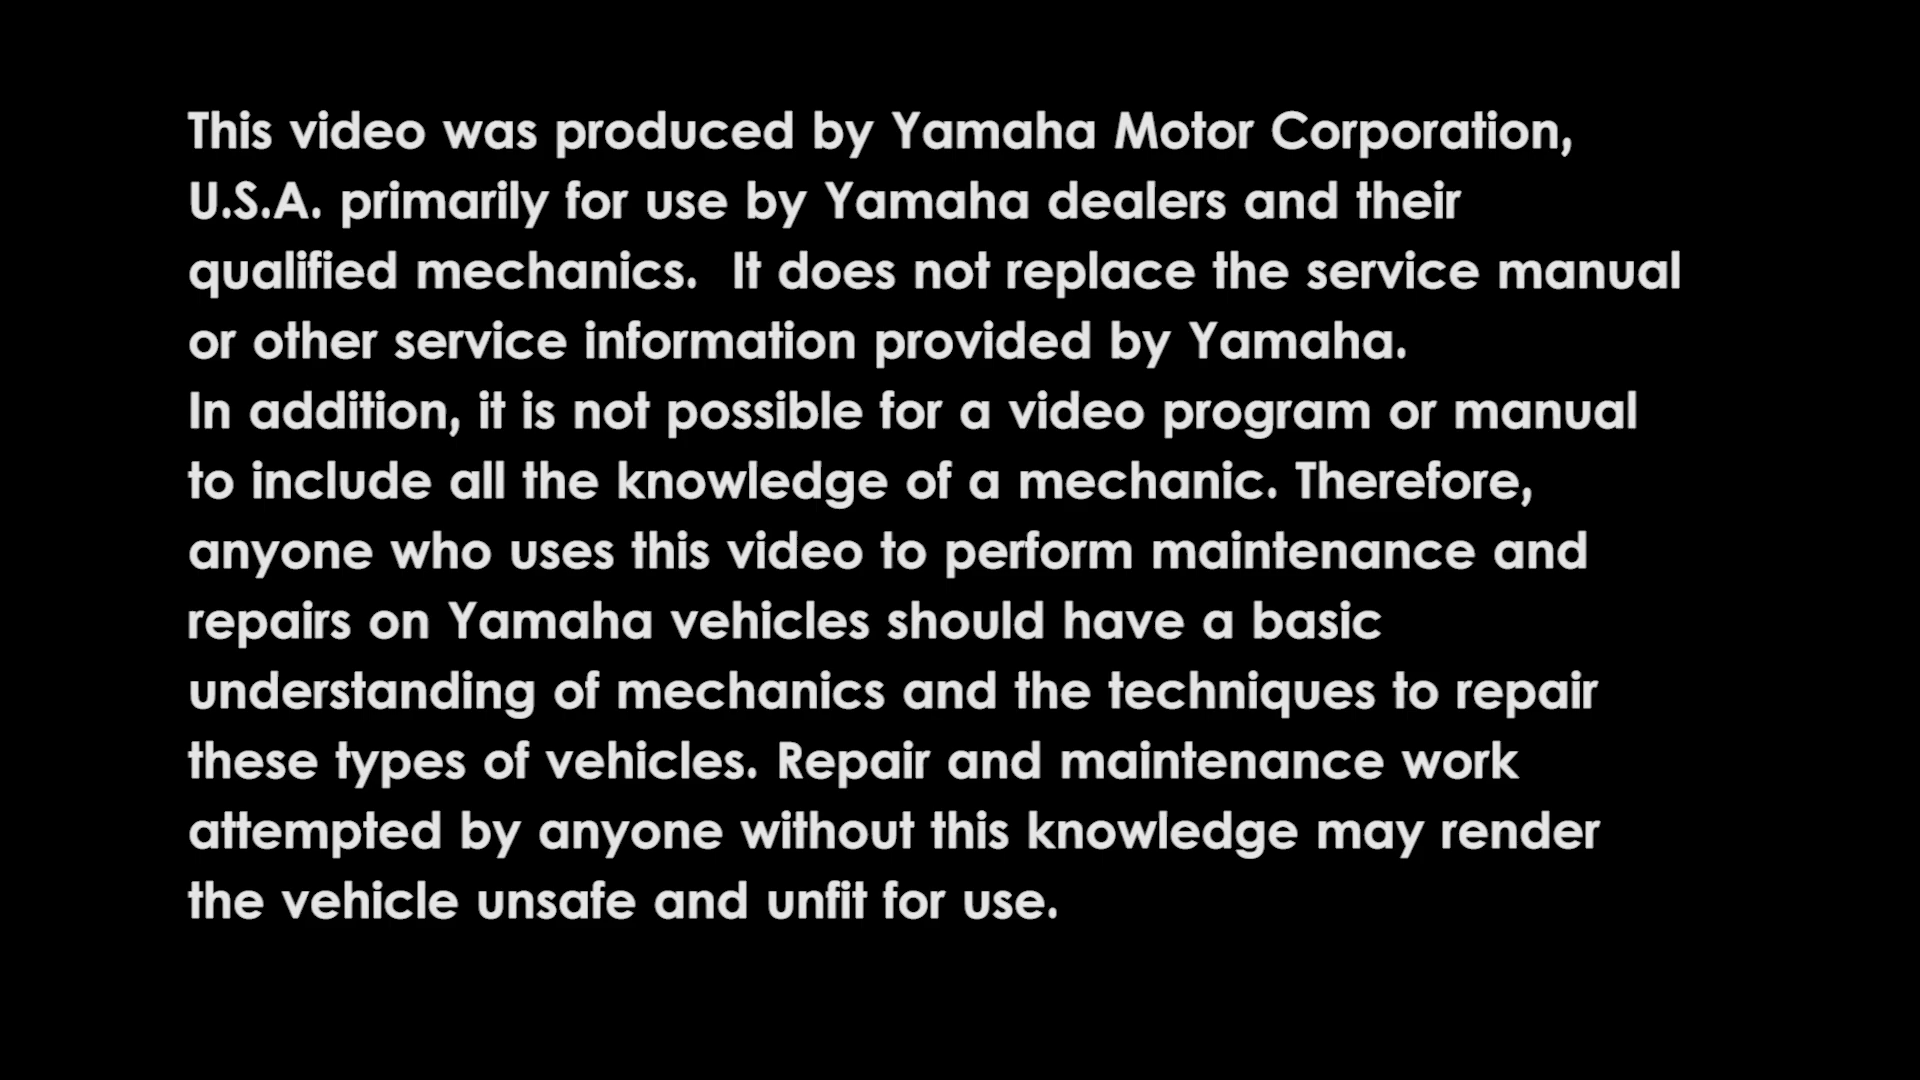 This video was produced by Yamaha Motor Corporation,
U.S.A. primarily for use by Yamaha dealers and their
qualified mechanics.  It does not replace the service manual
or other service information provided by Yamaha.
In addition, it is not possible for a video program or manual
to include all the knowledge of a mechanic. Therefore,
anyone who uses this video to perform maintenance and
repairs on Yamaha vehicles should have a basic
understanding of mechanics and the techniques to repair
these types of vehicles. Repair and maintenance work
attempted by anyone without this knowledge may render
the vehicle unsafe and unfit for use.